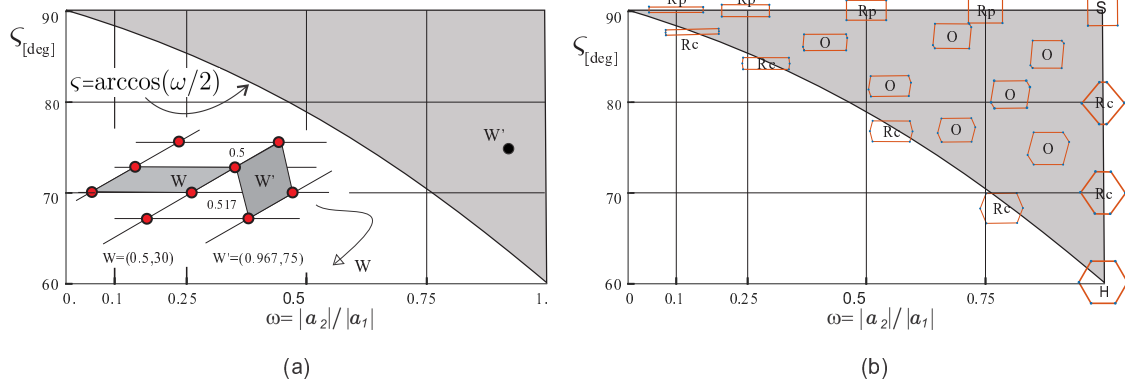 90
ς[deg]
80
70
60
ς=arccos(ω/2)
W'
0.5
W
W'
0.517
W=(0.5,30)
W'=(0.967,75)
W
0.
0.1
0.25
0.5
0.75
1.
ω=|a₂|/|a₁|
(a)
90
ς[deg]
80
70
60
Rp
Rp
Rp
Rp
S
Rc
O
O
O
Rc
O
O
Rc
Rc
O
O
Rc
Rc
H
0.
0.1
0.25
0.5
0.75
ω=|a₂|/|a₁|
(b)